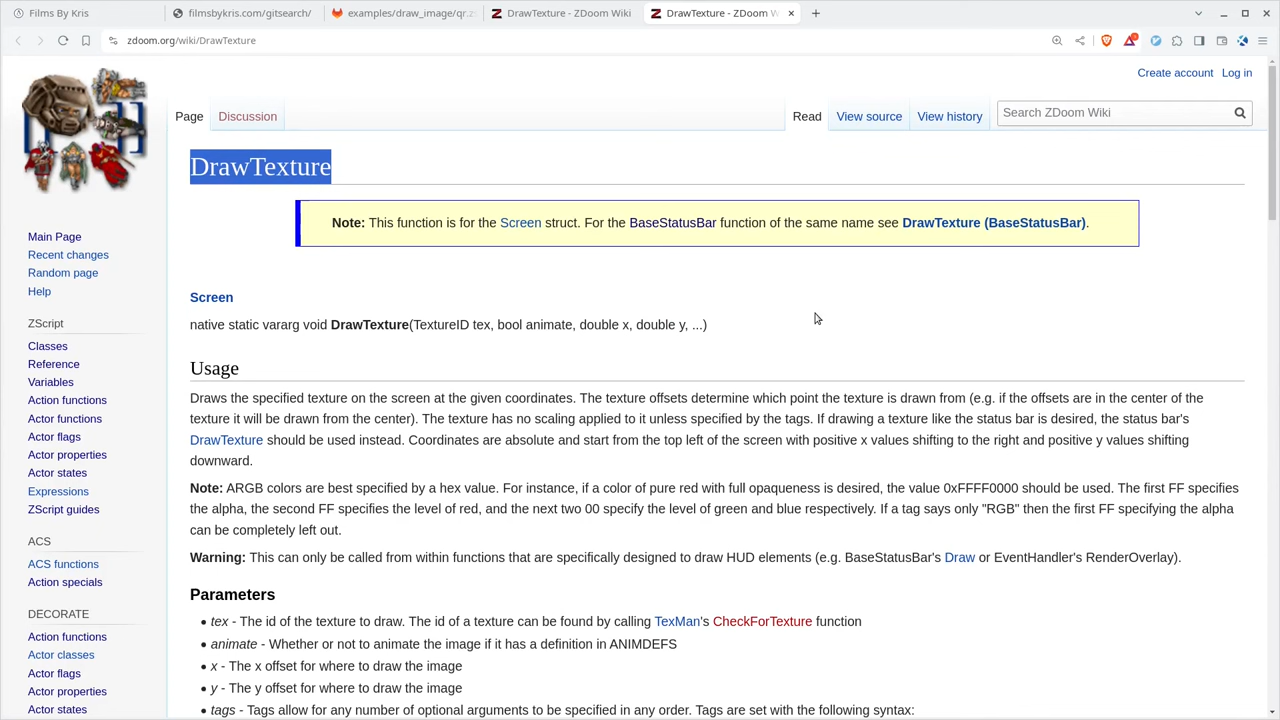 Films By Kris
filmsbykris.com/gitsearch/
examples/draw_image/qr.zs
DrawTexture - ZDoom Wiki
DrawTexture - ZDoom W
zdoom.org/wiki/DrawTexture
Create account Log in
Page Discussion
Read View source View history
Search ZDoom Wiki
DrawTexture
Note: This function is for the Screen struct. For the BaseStatusBar function of the same name see DrawTexture (BaseStatusBar).
Main Page
Recent changes
Random page
Help
ZScript
Classes
Reference
Variables
Action functions
Actor functions
Actor flags
Actor properties
Actor states
Expressions
ZScript guides
ACS
ACS functions
Action specials
DECORATE
Action functions
Actor classes
Actor flags
Actor properties
Actor states
Screen
native static vararg void DrawTexture(TextureID tex, bool animate, double x, double y, ...)
Usage
Draws the specified texture on the screen at the given coordinates. The texture offsets determine which point the texture is drawn from (e.g. if the offsets are in the center of the
texture it will be drawn from the center). The texture has no scaling applied to it unless specified by the tags. If drawing a texture like the status bar is desired, the status bar's
DrawTexture should be used instead. Coordinates are absolute and start from the top left of the screen with positive x values shifting to the right and positive y values shifting
downward.
Note: ARGB colors are best specified by a hex value. For instance, if a color of pure red with full opaqueness is desired, the value 0xFFFF0000 should be used. The first FF specifies
the alpha, the second FF specifies the level of red, and the next two 00 specify the level of green and blue respectively. If a tag says only "RGB" then the first FF specifying the alpha
can be completely left out.
Warning: This can only be called from within functions that are specifically designed to draw HUD elements (e.g. BaseStatusBar's Draw or EventHandler's RenderOverlay).
Parameters
• tex - The id of the texture to draw. The id of a texture can be found by calling TexMan's CheckForTexture function
• animate - Whether or not to animate the image if it has a definition in ANIMDEFS
• x - The x offset for where to draw the image
• y - The y offset for where to draw the image
• tags - Tags allow for any number of optional arguments to be specified in any order. Tags are set with the following syntax: